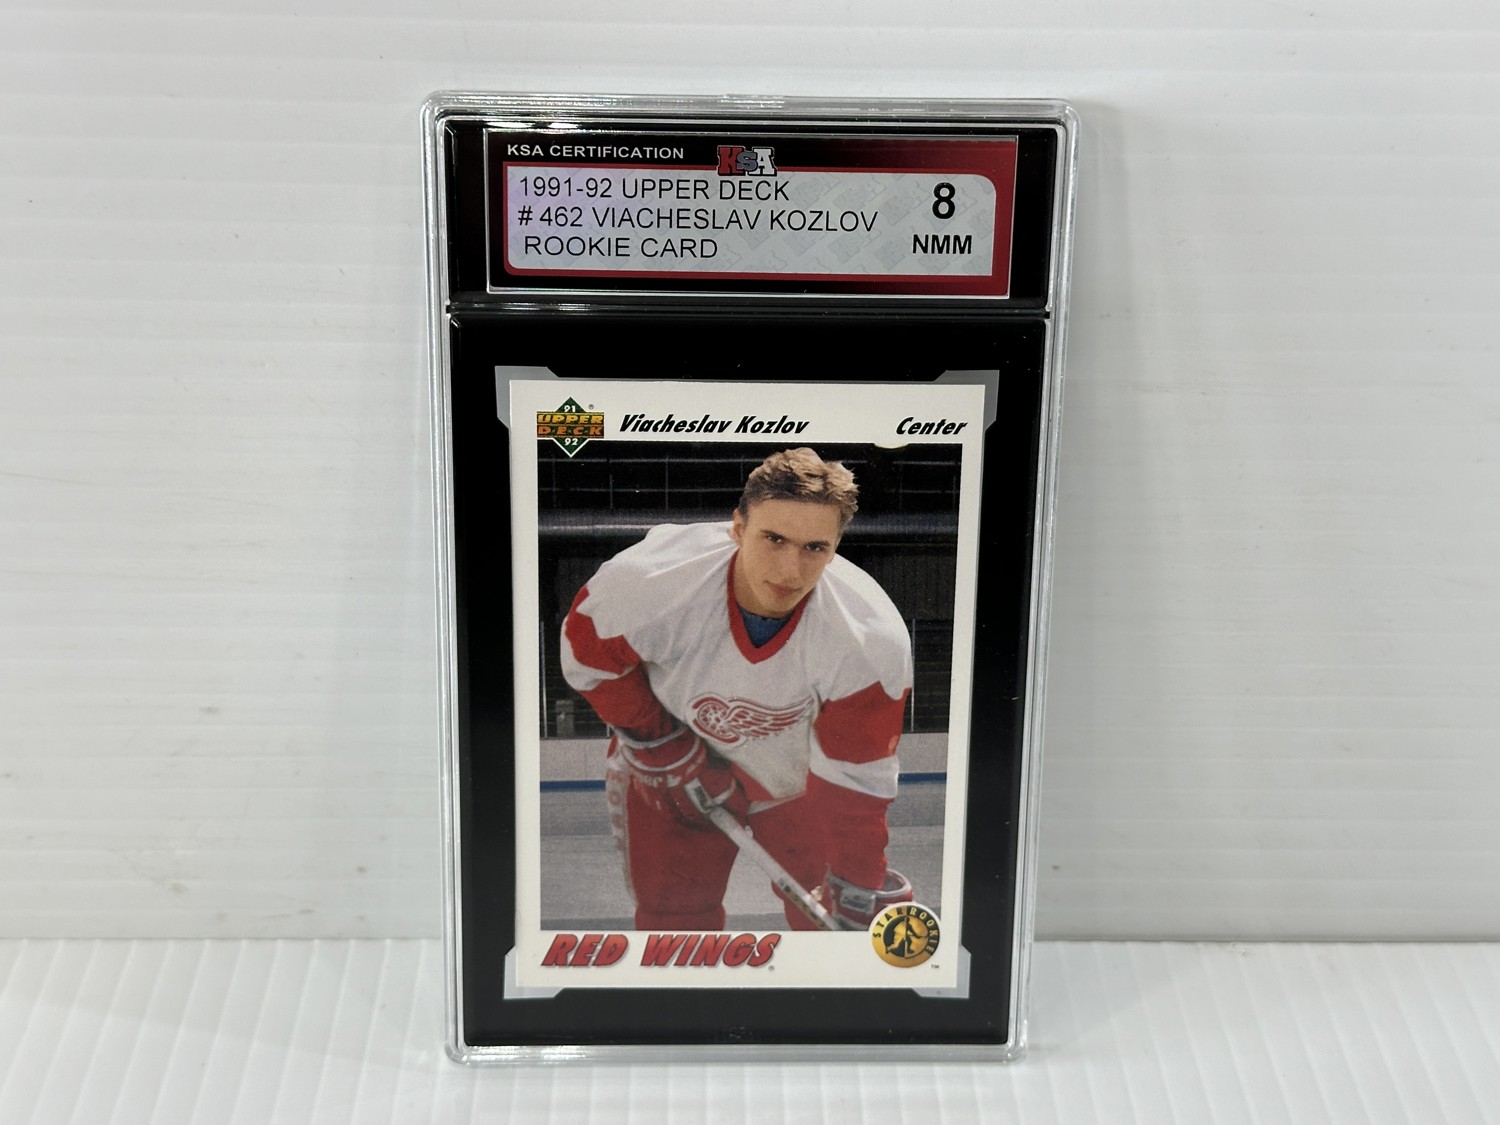 KSA CERTIFICATION
KSA
1991-92 UPPER DECK
# 462 VIACHESLAV KOZLOV
ROOKIE CARD
8
NMM
91
UPPER
DECK
92
®
Viacheslav Kozlov
Center
RED WINGS®
STAR ROOKIE
TM